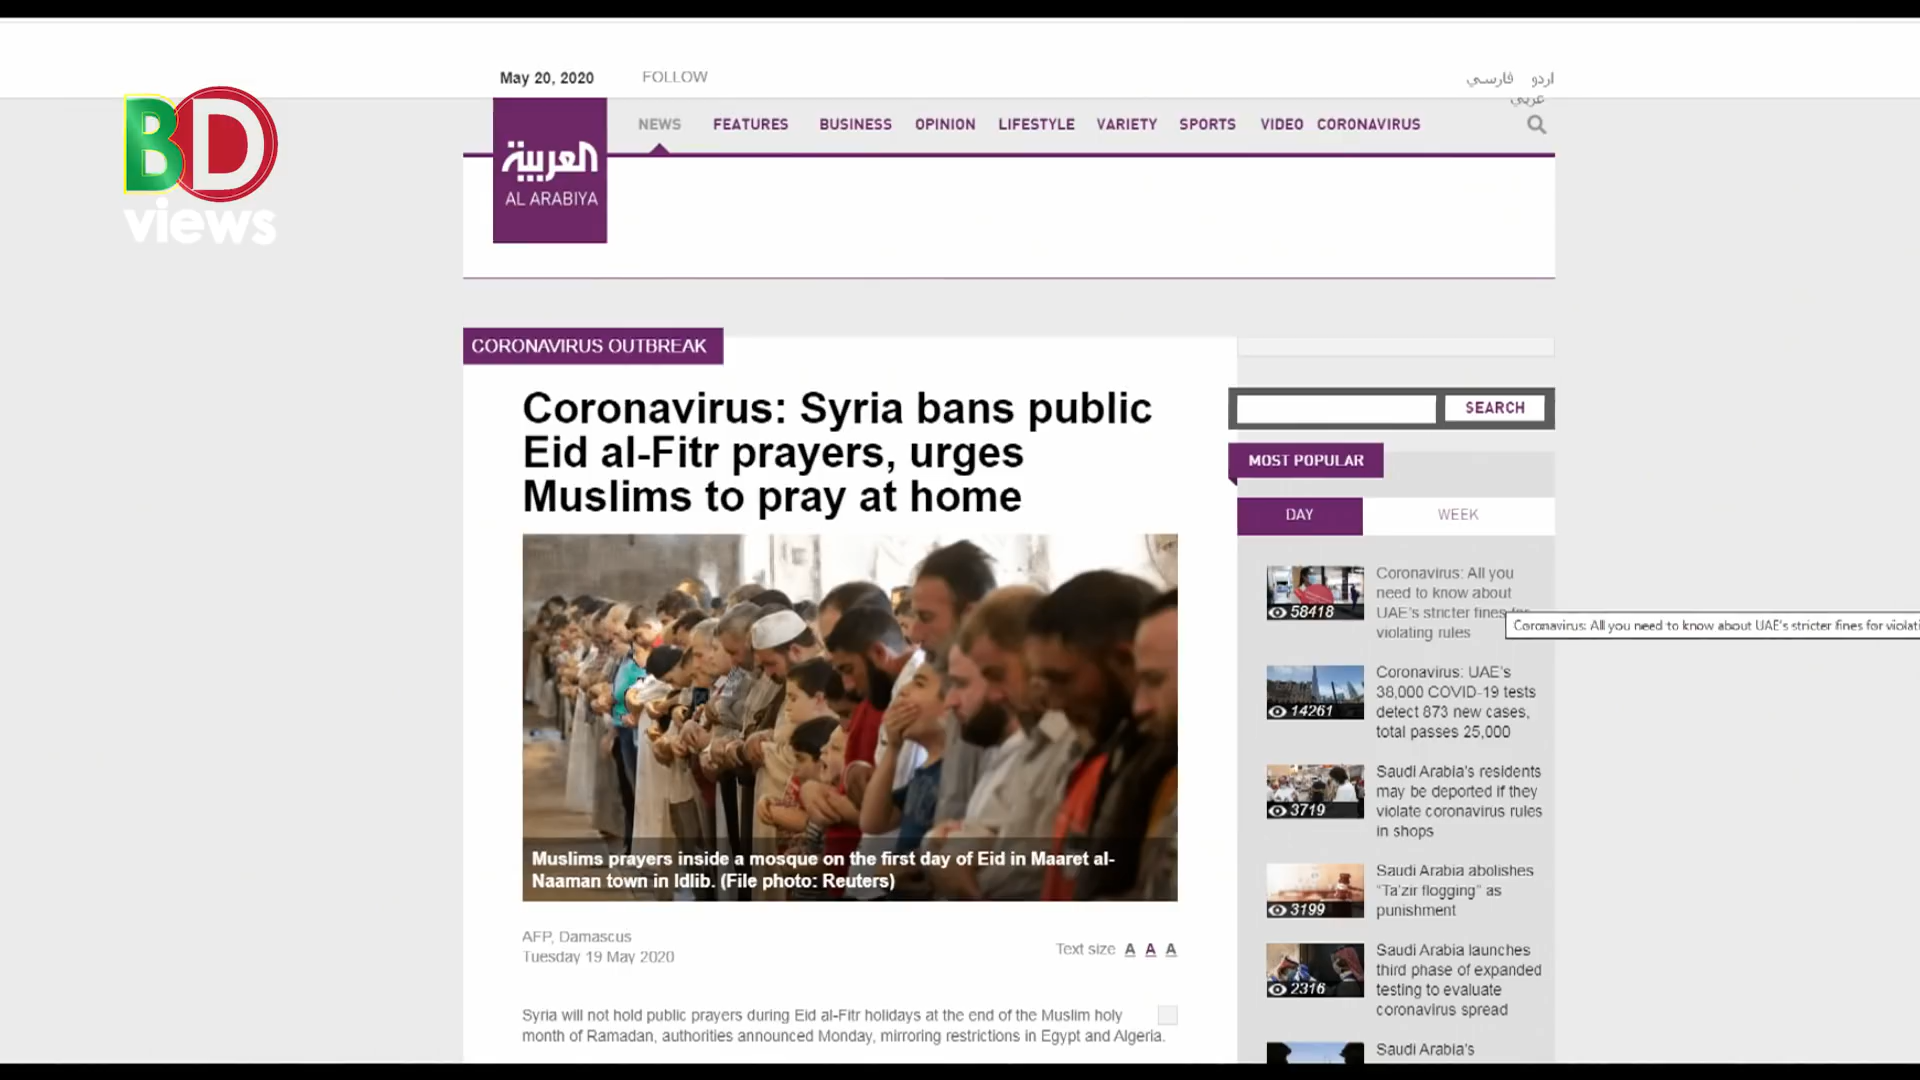 May 20, 2020
FOLLOW
اردو فارسي
عربي
BD
views
العربية
AL ARABIYA
NEWS FEATURES BUSINESS OPINION LIFESTYLE VARIETY SPORTS VIDEO CORONAVIRUS
CORONAVIRUS OUTBREAK
Coronavirus: Syria bans public
Eid al-Fitr prayers, urges
Muslims to pray at home
Muslims prayers inside a mosque on the first day of Eid in Maaret al-
Naaman town in Idlib. (File photo: Reuters)
AFP, Damascus
Tuesday 19 May 2020
Text size A A A
Syria will not hold public prayers during Eid al-Fitr holidays at the end of the Muslim holy
month of Ramadan, authorities announced Monday, mirroring restrictions in Egypt and Algeria.
SEARCH
MOST POPULAR
DAY WEEK
58418
Coronavirus: All you
need to know about
UAE's stricter fines for
violating rules
Coronavirus: All you need to know about UAE's stricter fines for
14261
Coronavirus: UAE's
38,000 COVID-19 tests
detect 873 new cases,
total passes 25,000
3719
Saudi Arabia's residents
may be deported if they
violate coronavirus rules
in shops
3199
Saudi Arabia abolishes
"Ta'zir flogging" as
punishment
2316
Saudi Arabia launches
third phase of expanded
testing to evaluate
coronavirus spread
Saudi Arabia's